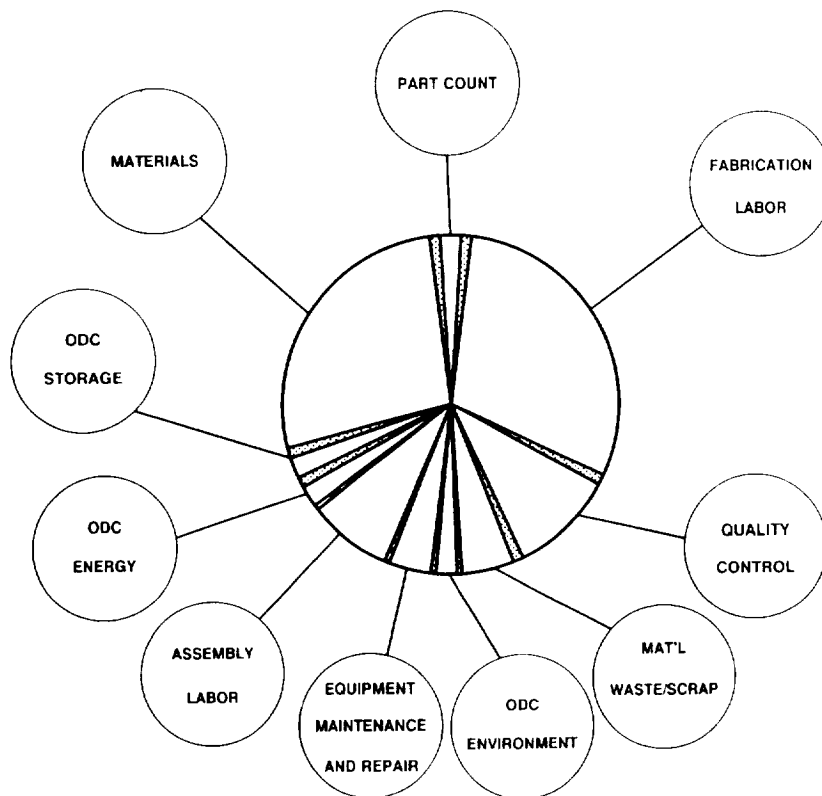 PART COUNT
MATERIALS
FABRICATION
LABOR
ODC
STORAGE
ODC
ENERGY
QUALITY
CONTROL
ASSEMBLY
LABOR
EQUIPMENT
MAINTENANCE
AND REPAIR
ODC
ENVIRONMENT
MAT'L
WASTE/SCRAP